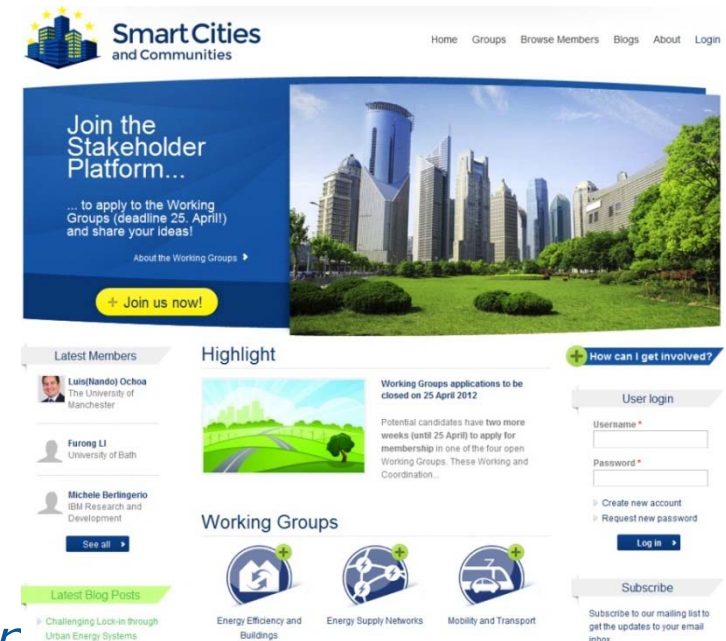 Smart Cities
and Communities
Home Groups Browse Members Blogs About Login
Join the
Stakeholder
Platform...
... to apply to the Working
Groups (deadline 25. April!)
and share your ideas!
About the Working Groups
+ Join us now!
Latest Members
Luis(Nando) Ochoa
The University of
Manchester
Furong LI
University of Bath
Michele Berlingerio
IBM Research and
Development
See all
Latest Blog Posts
Challenging Lock-in through
Urban Energy Systems
Highlight
Working Groups applications to be
closed on 25 April 2012
Potential candidates have two more
weeks (until 25 April) to apply for
membership in one of the four open
Working Groups. These Working and
Coordination...
Working Groups
Energy Efficiency and
Buildings
Energy Supply Networks
Mobility and Transport
How can I get involved?
User login
Username *
Password *
Create new account
Request new password
Log in
Subscribe
Subscribe to our mailing list to
get the updates to your email
inbox